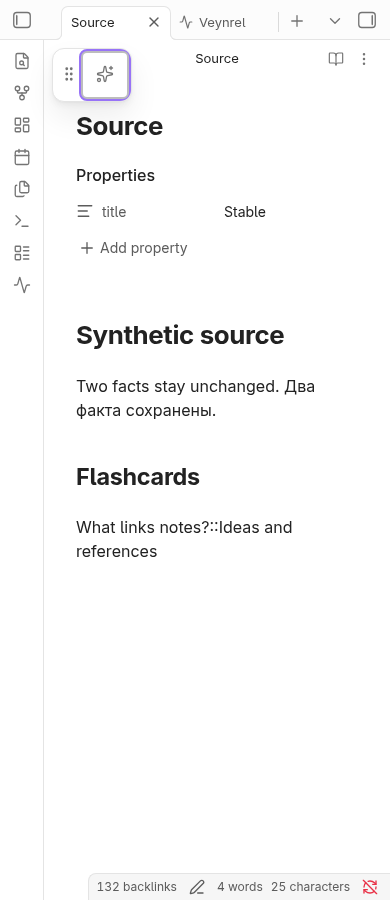 Source
Veynrel
Source
Source
Properties
title Stable
Add property
Synthetic source
Two facts stay unchanged. Два
факта сохранены.
Flashcards
What links notes?::Ideas and
references
132 backlinks 4 words 25 characters